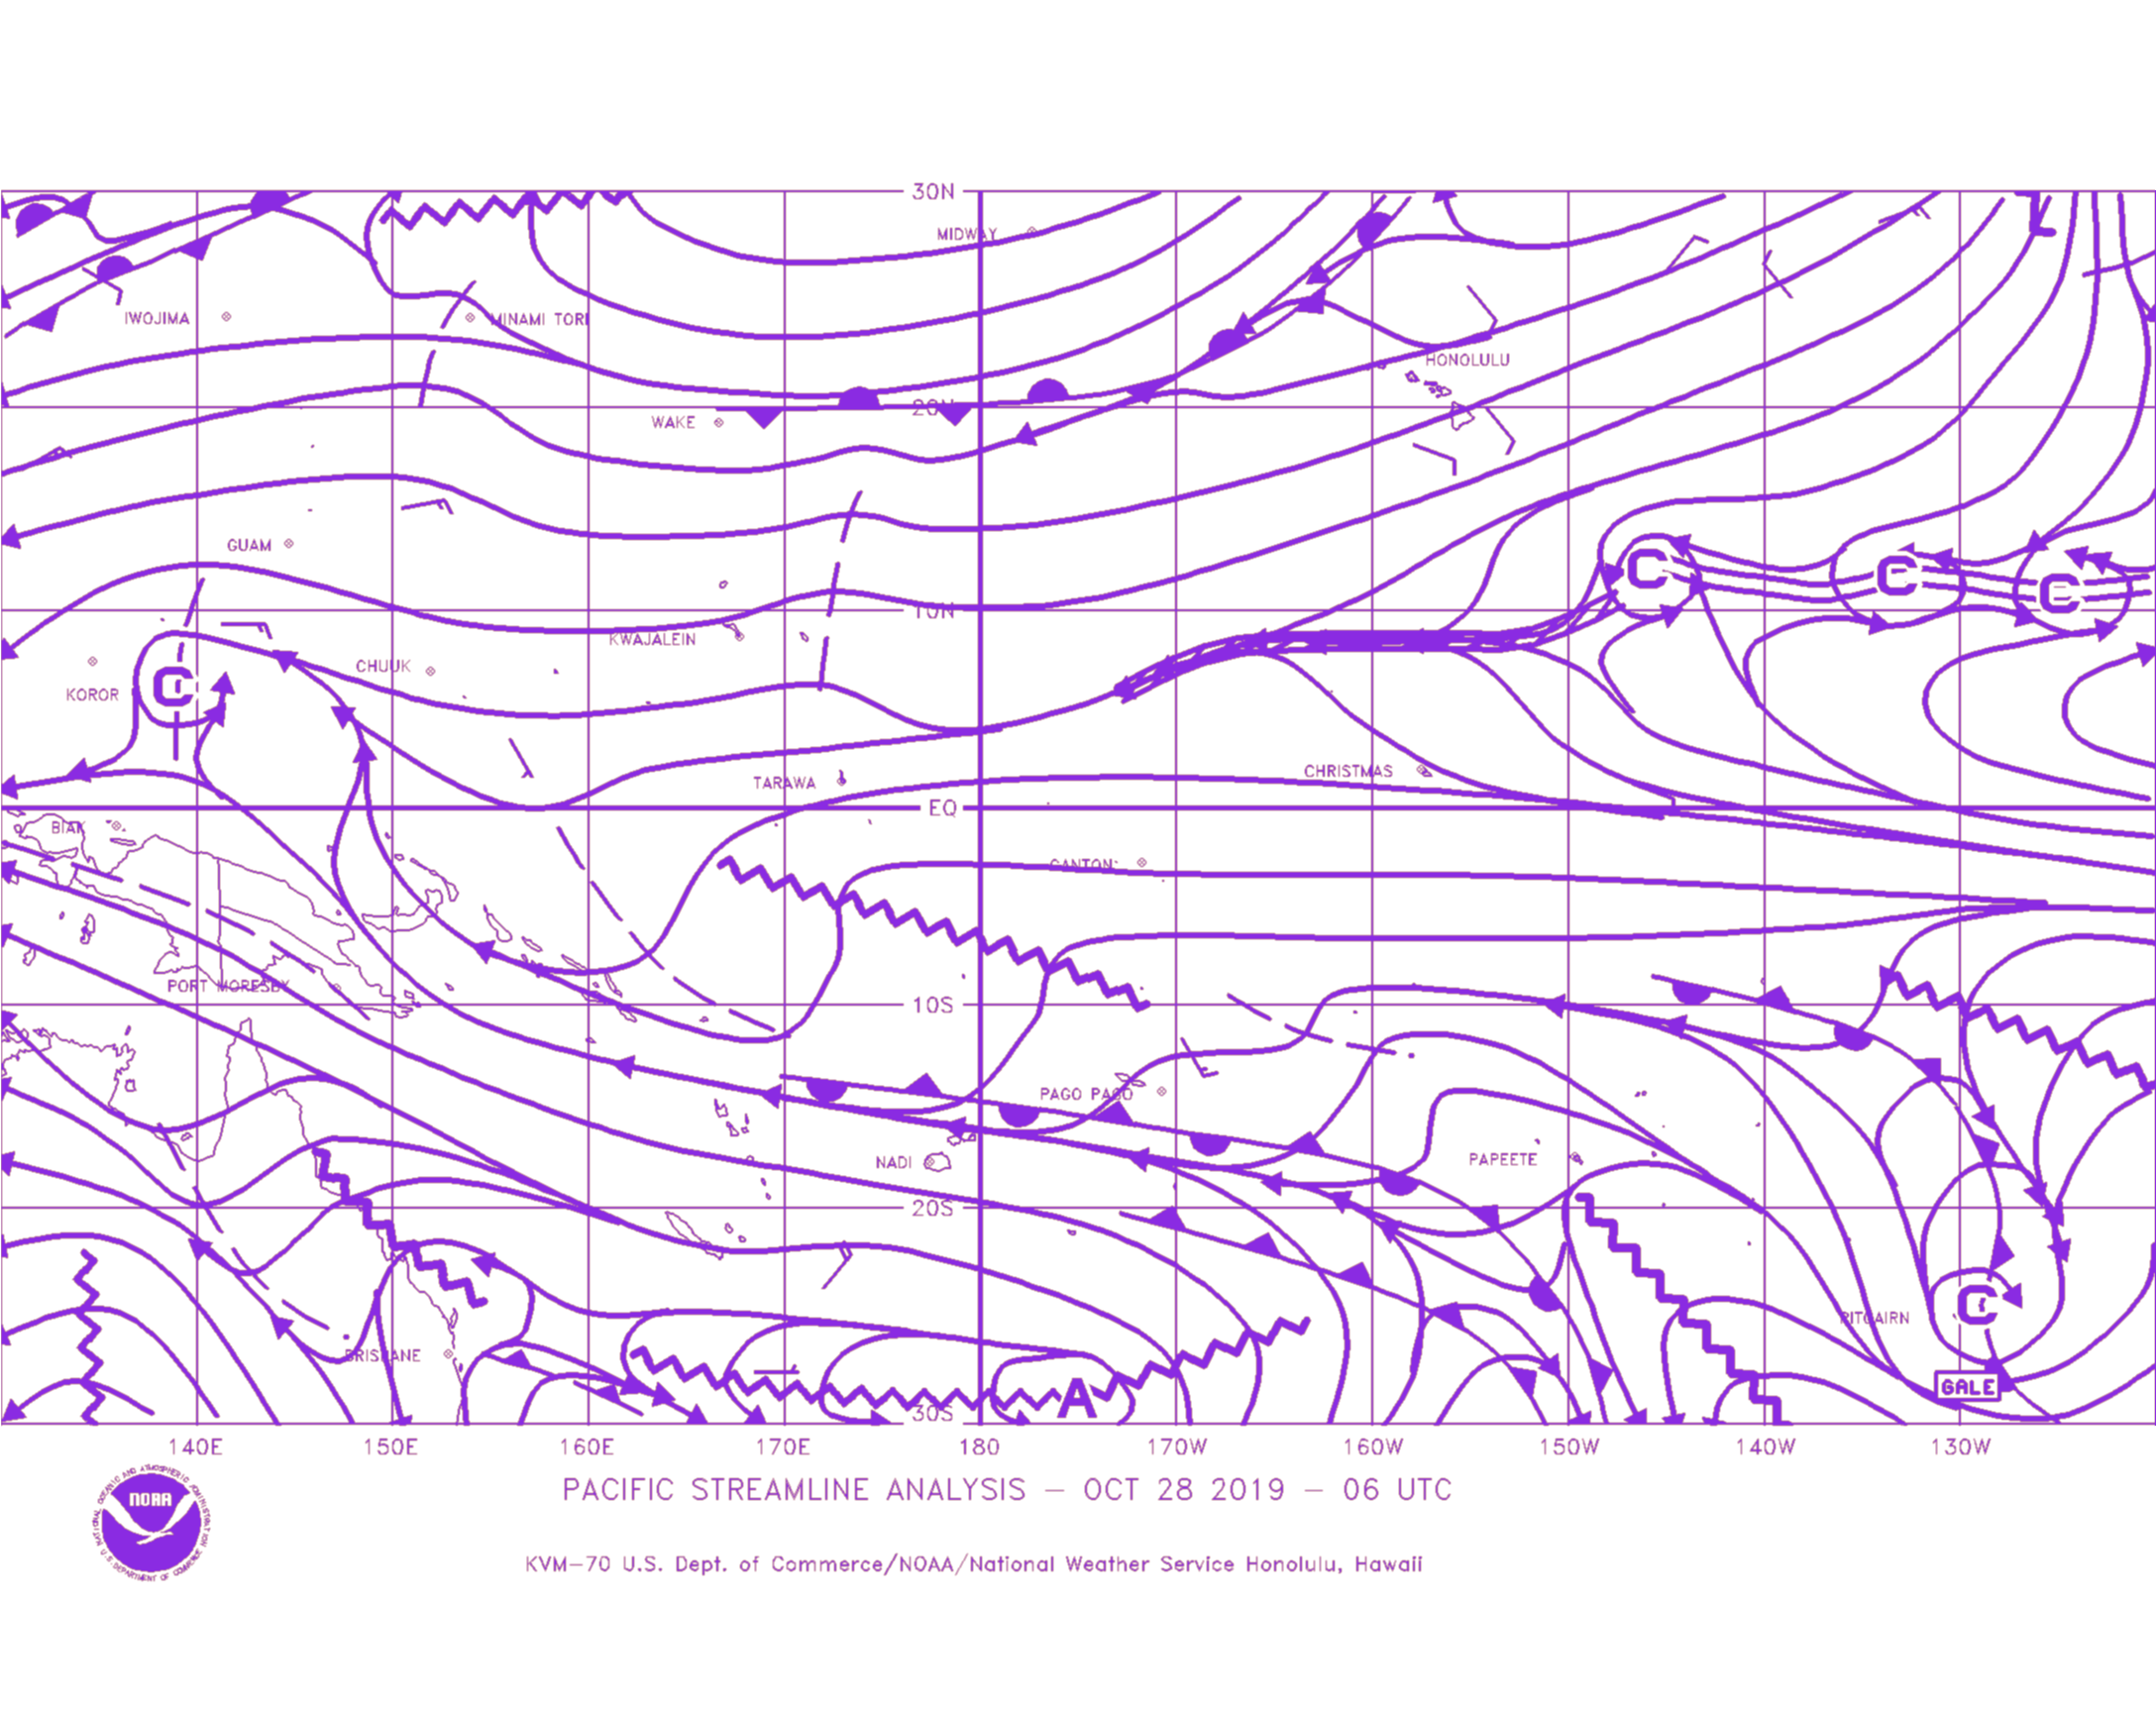 30N
MIDWAY
IWOJIMA
MINAMI TORI
HONOLULU
20N
WAKE
GUAM
C
C
C
10N
KWAJALEIN
CHUUK
KOROR
C
CHRISTMAS
TARAWA
EQ
BIAK
CANTON
PORT MORESBY
10S
PAGO PAGO
NADI
PAPEETE
20S
C
PITCAIRN
BRISBANE
GALE
A
30S
140E 150E 160E 170E 180 170W 160W 150W 140W 130W
PACIFIC STREAMLINE ANALYSIS — OCT 28 2019 — 06 UTC
NATIONAL OCEANIC AND ATMOSPHERIC ADMINISTRATION
NOAA
U.S. DEPARTMENT OF COMMERCE
KVM-70 U.S. Dept. of Commerce/NOAA/National Weather Service Honolulu, Hawaii